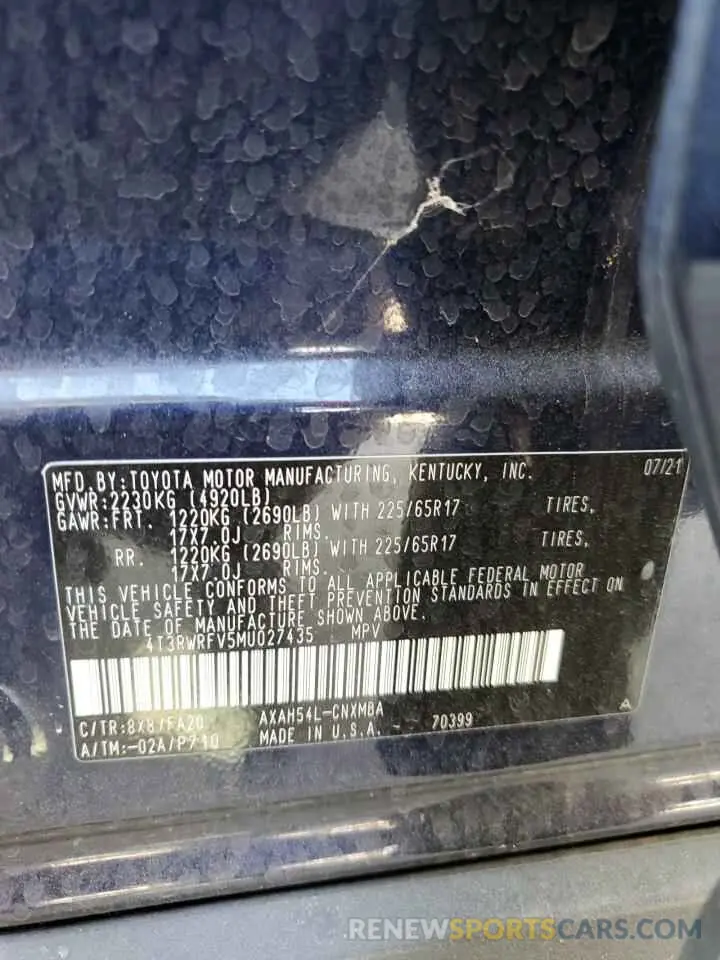 MFD.BY:TOYOTA MOTOR MANUFACTURING, KENTUCKY, INC. 07/21
GVWR:2230KG (4920LB)
GAWR:FRT. 1220KG (2690LB) WITH 225/65R17 TIRES,
17X7.0J RIMS.
RR. 1220KG (2690LB) WITH 225/65R17 TIRES,
17X7.0J RIMS.
THIS VEHICLE CONFORMS TO ALL APPLICABLE FEDERAL MOTOR
VEHICLE SAFETY AND THEFT PREVENTION STANDARDS IN EFFECT ON
THE DATE OF MANUFACTURE SHOWN ABOVE.
4T3RWRFV5MU027435 MPV
C/TR:8X8/FA20 AXAH54L-CNXMBA
A/TM:-02A/P710 MADE IN U.S.A. 70399 A
RENEWSPORTSCARS.COM